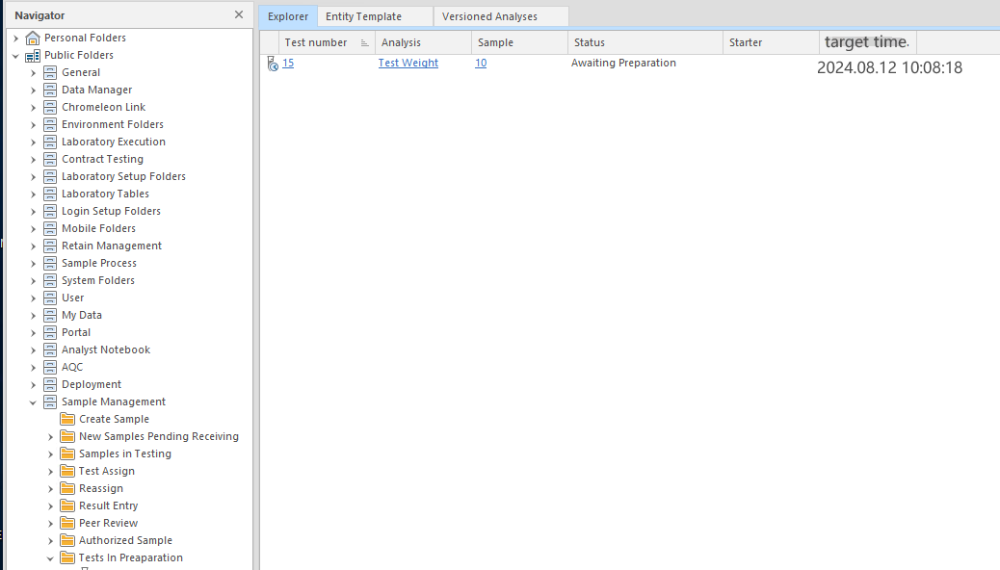 Navigator
Personal Folders
Public Folders
General
Data Manager
Chromeleon Link
Environment Folders
Laboratory Execution
Contract Testing
Laboratory Setup Folders
Laboratory Tables
Login Setup Folders
Mobile Folders
Retain Management
Sample Process
System Folders
User
My Data
Portal
Analyst Notebook
AQC
Deployment
Sample Management
Create Sample
New Samples Pending Receiving
Samples in Testing
Test Assign
Reassign
Result Entry
Peer Review
Authorized Sample
Tests In Preaparation
Explorer Entity Template Versioned Analyses
Test number Analysis Sample Status Starter target time.
15 Test Weight 10 Awaiting Preparation 2024.08.12 10:08:18